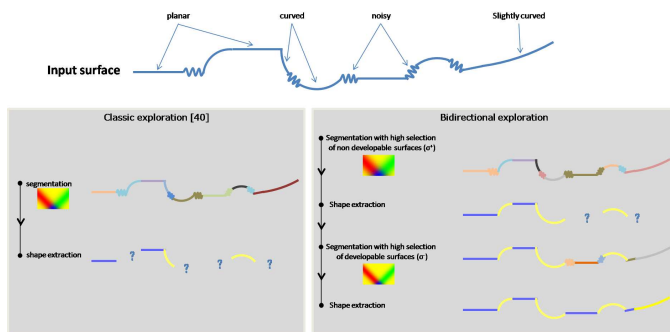 planar
curved
noisy
Slightly curved
Input surface
Classic exploration [40]
segmentation
shape extraction
?
?
?
?
Bidirectional exploration
Segmentation with high selection
of non developable surfaces (σ⁺)
Shape extraction
?
?
Segmentation with high selection
of developable surfaces (σ⁻)
Shape extraction